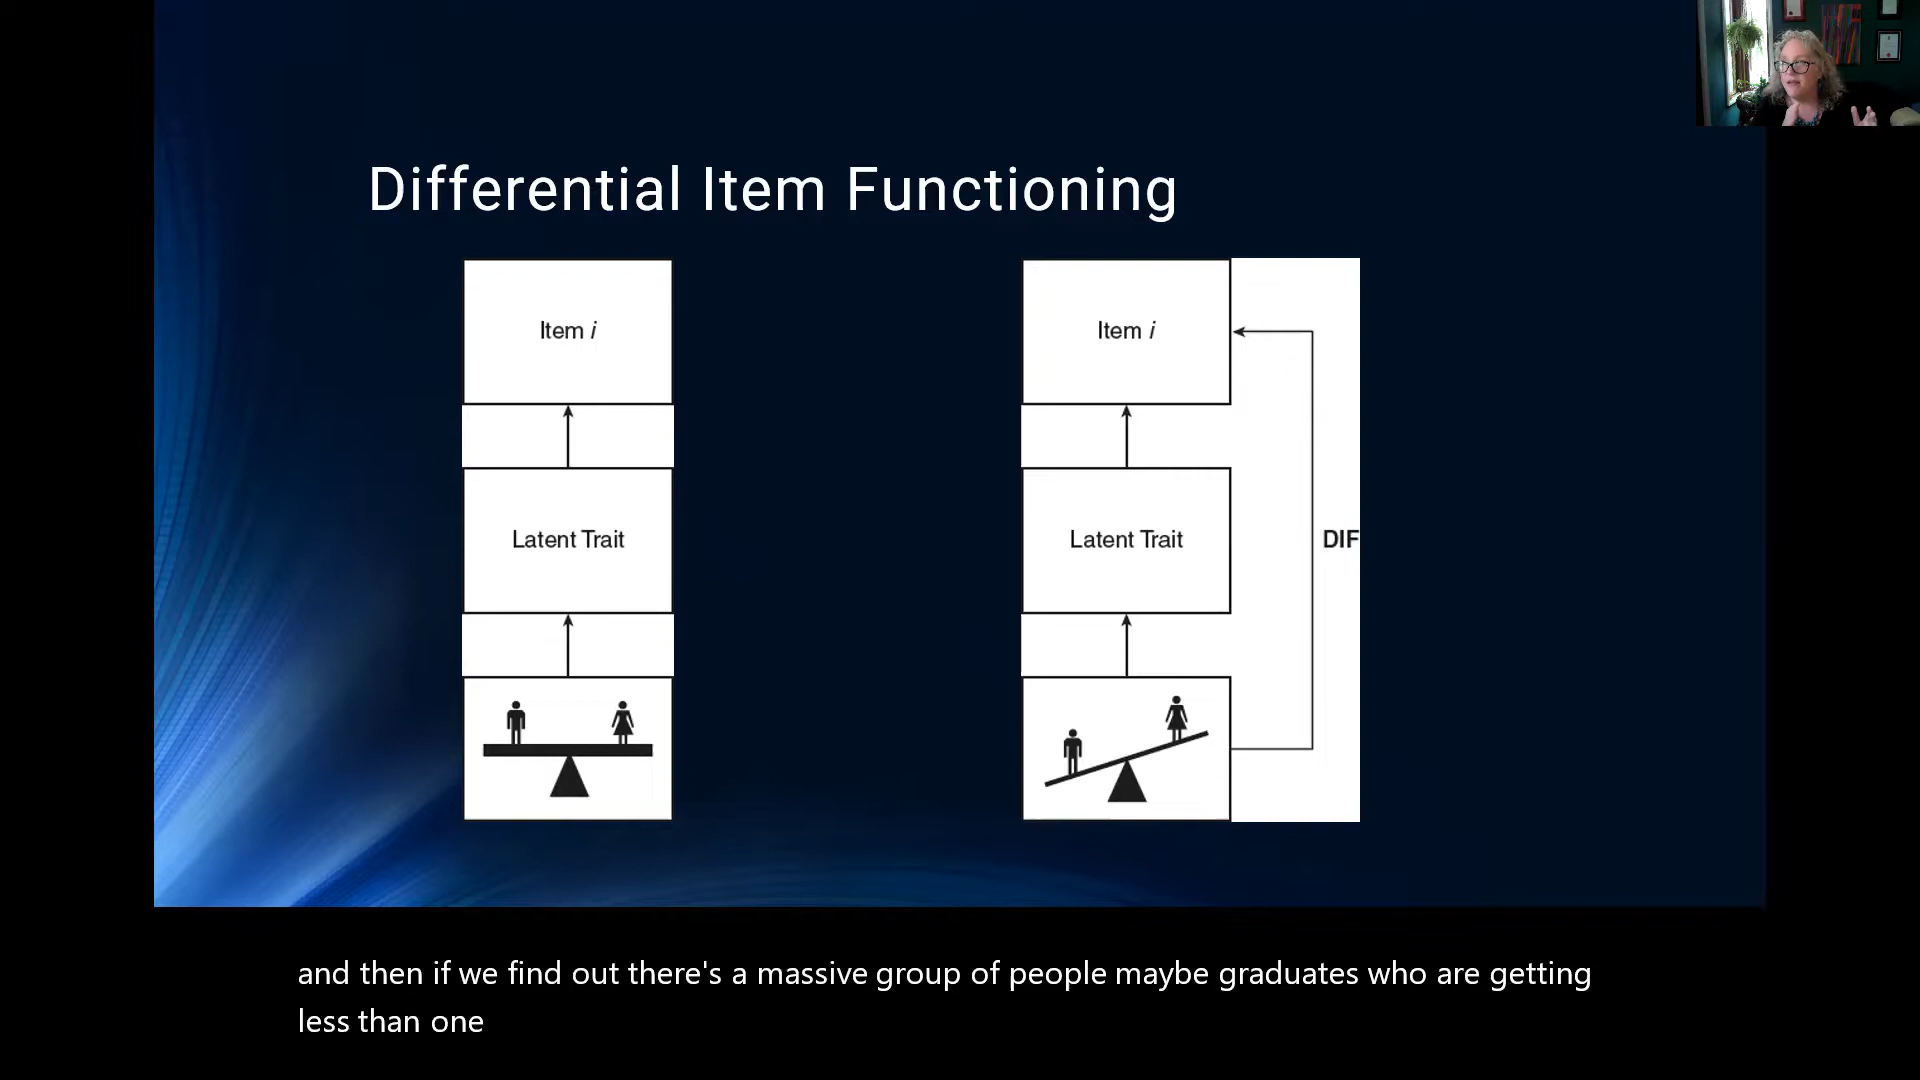 Differential Item Functioning
Item i
Latent Trait
Item i
Latent Trait
DIF
and then if we find out there's a massive group of people maybe graduates who are getting
less than one